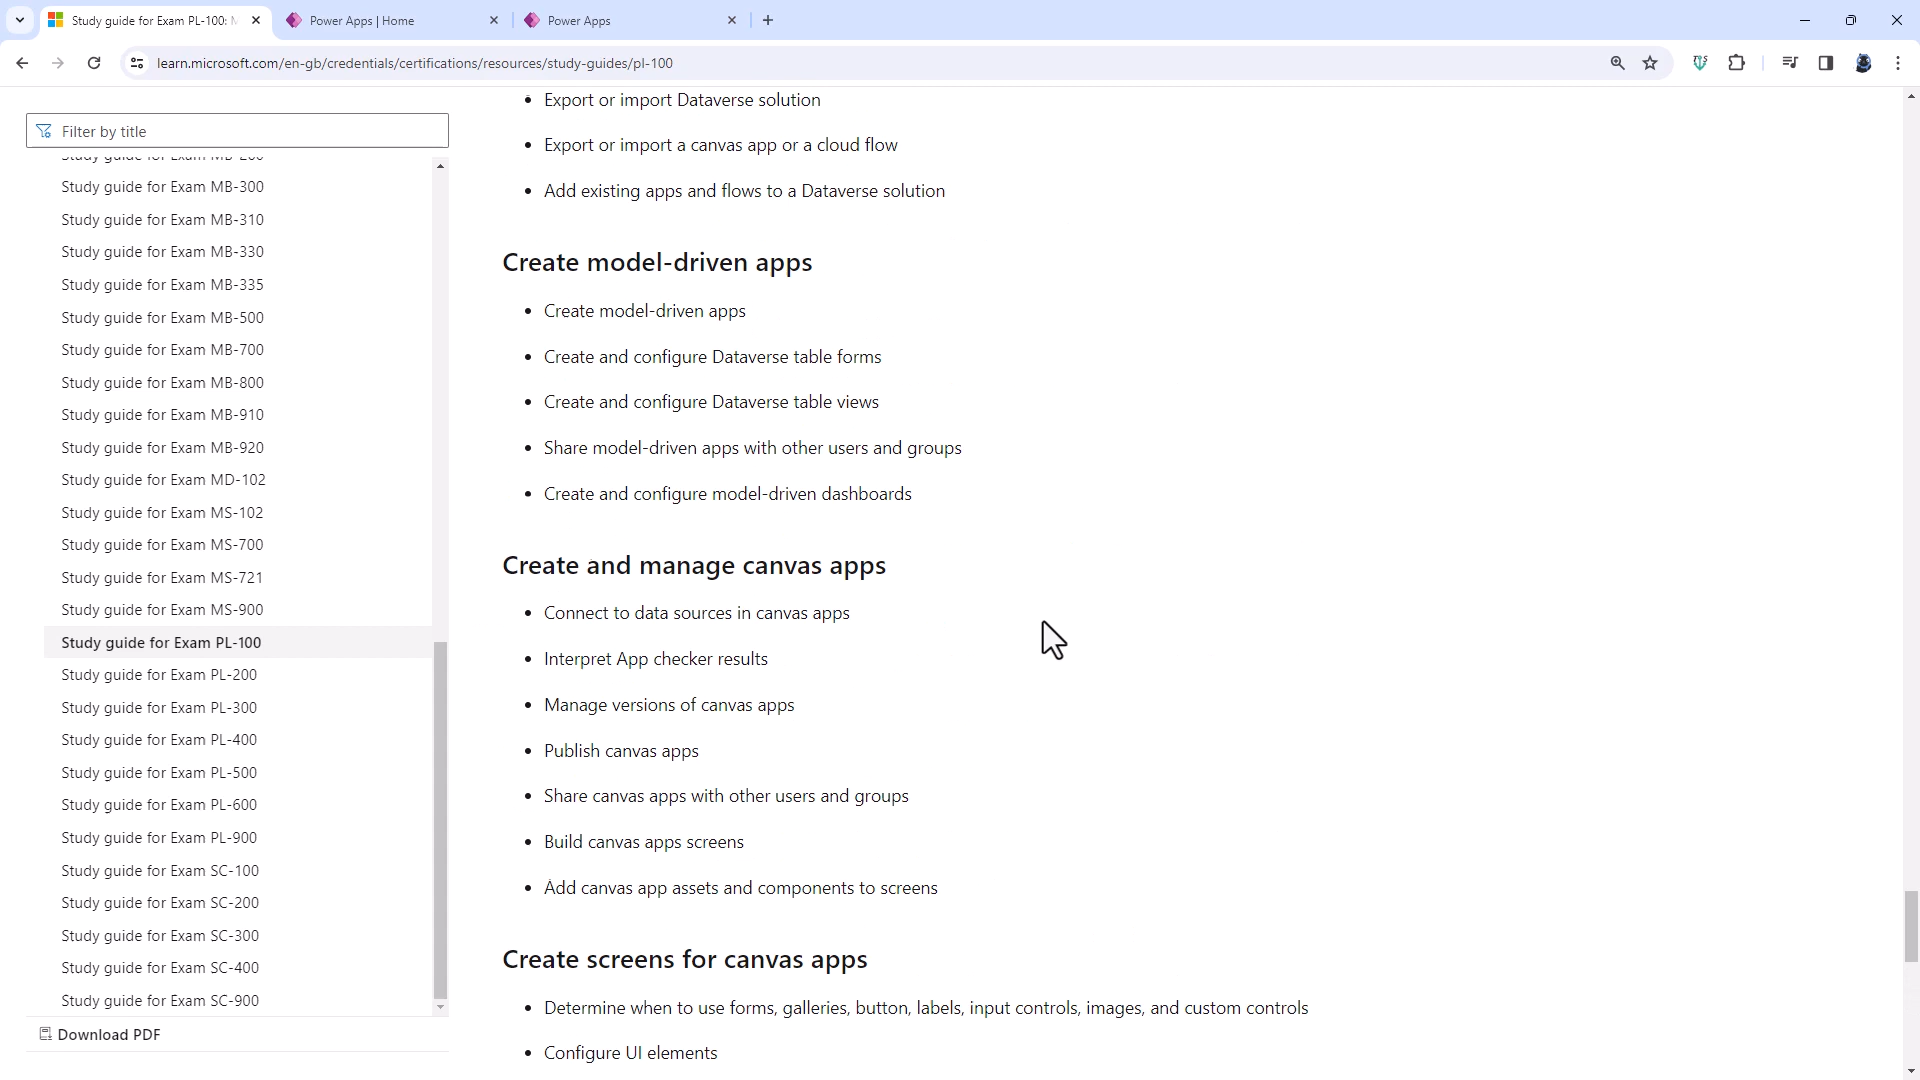 Study guide for Exam PL-100: M
Power Apps | Home
Power Apps
learn.microsoft.com/en-gb/credentials/certifications/resources/study-guides/pl-100
Filter by title
Study guide for Exam MB-260
Study guide for Exam MB-300
Study guide for Exam MB-310
Study guide for Exam MB-330
Study guide for Exam MB-335
Study guide for Exam MB-500
Study guide for Exam MB-700
Study guide for Exam MB-800
Study guide for Exam MB-910
Study guide for Exam MB-920
Study guide for Exam MD-102
Study guide for Exam MS-102
Study guide for Exam MS-700
Study guide for Exam MS-721
Study guide for Exam MS-900
Study guide for Exam PL-100
Study guide for Exam PL-200
Study guide for Exam PL-300
Study guide for Exam PL-400
Study guide for Exam PL-500
Study guide for Exam PL-600
Study guide for Exam PL-900
Study guide for Exam SC-100
Study guide for Exam SC-200
Study guide for Exam SC-300
Study guide for Exam SC-400
Study guide for Exam SC-900
Download PDF
• Export or import Dataverse solution
• Export or import a canvas app or a cloud flow
• Add existing apps and flows to a Dataverse solution
Create model-driven apps
• Create model-driven apps
• Create and configure Dataverse table forms
• Create and configure Dataverse table views
• Share model-driven apps with other users and groups
• Create and configure model-driven dashboards
Create and manage canvas apps
• Connect to data sources in canvas apps
• Interpret App checker results
• Manage versions of canvas apps
• Publish canvas apps
• Share canvas apps with other users and groups
• Build canvas apps screens
• Add canvas app assets and components to screens
Create screens for canvas apps
• Determine when to use forms, galleries, button, labels, input controls, images, and custom controls
• Configure UI elements